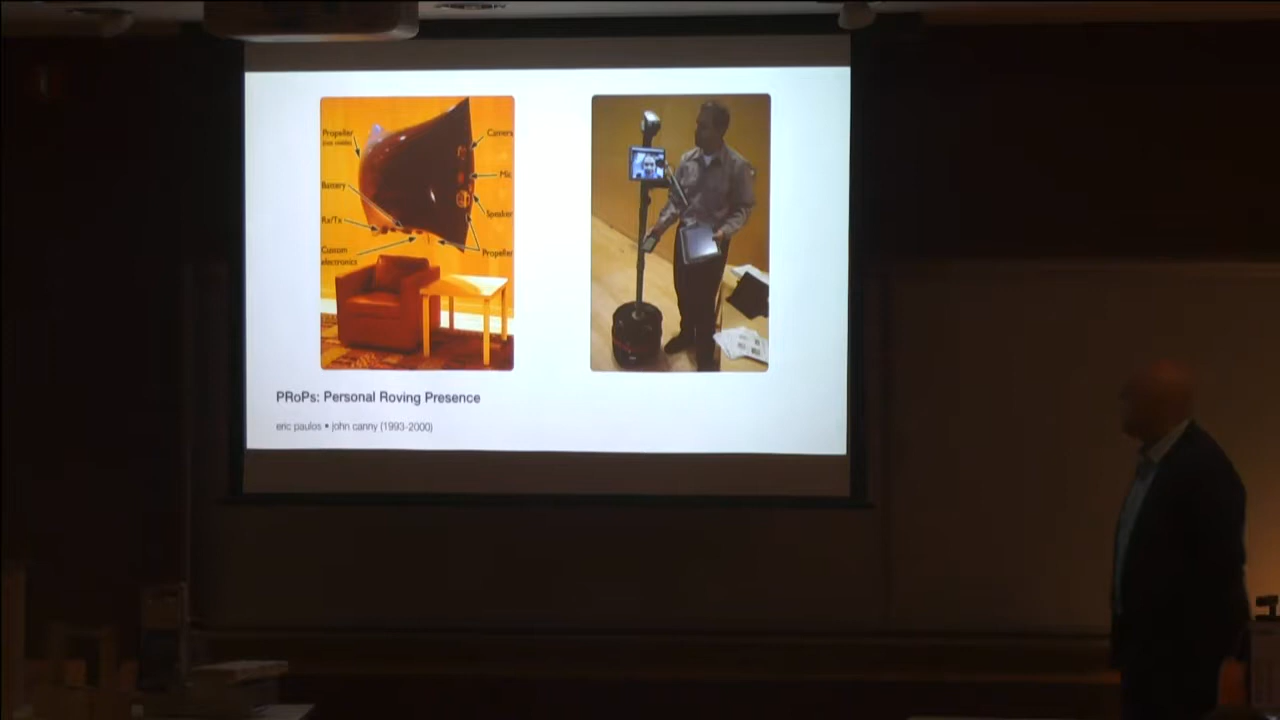 Propeller
Camera
Mic
Battery
Speaker
Rx/Tx
Custom
electronics
Propeller
PRoPs: Personal Roving Presence
eric paulos • john canny (1993-2000)